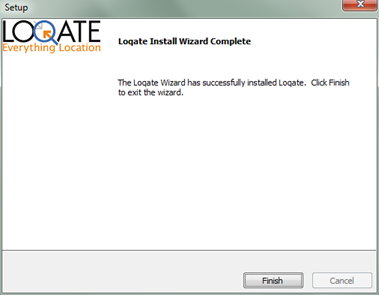 Setup
LOQATE
Everything Location
Loqate Install Wizard Complete
The Loqate Wizard has successfully installed Loqate. Click Finish
to exit the wizard.
Finish
Cancel